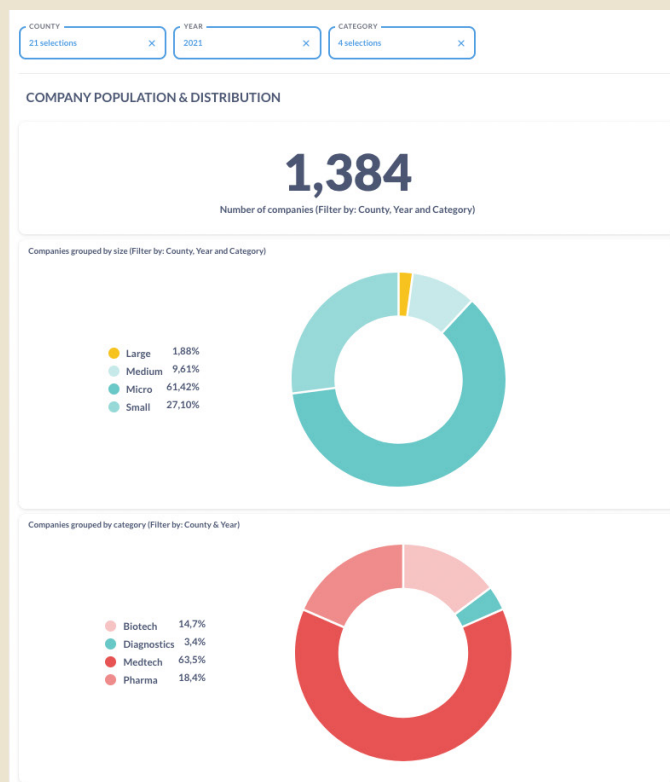 COUNTY
YEAR
CATEGORY
21 selections ×
2021 ×
4 selections ×
COMPANY POPULATION & DISTRIBUTION
1,384
Number of companies (Filter by: County, Year and Category)
Companies grouped by size (Filter by: County, Year and Category)
Large 1,88%
Medium 9,61%
Micro 61,42%
Small 27,10%
Companies grouped by category (Filter by: County & Year)
Biotech 14,7%
Diagnostics 3,4%
Medtech 63,5%
Pharma 18,4%